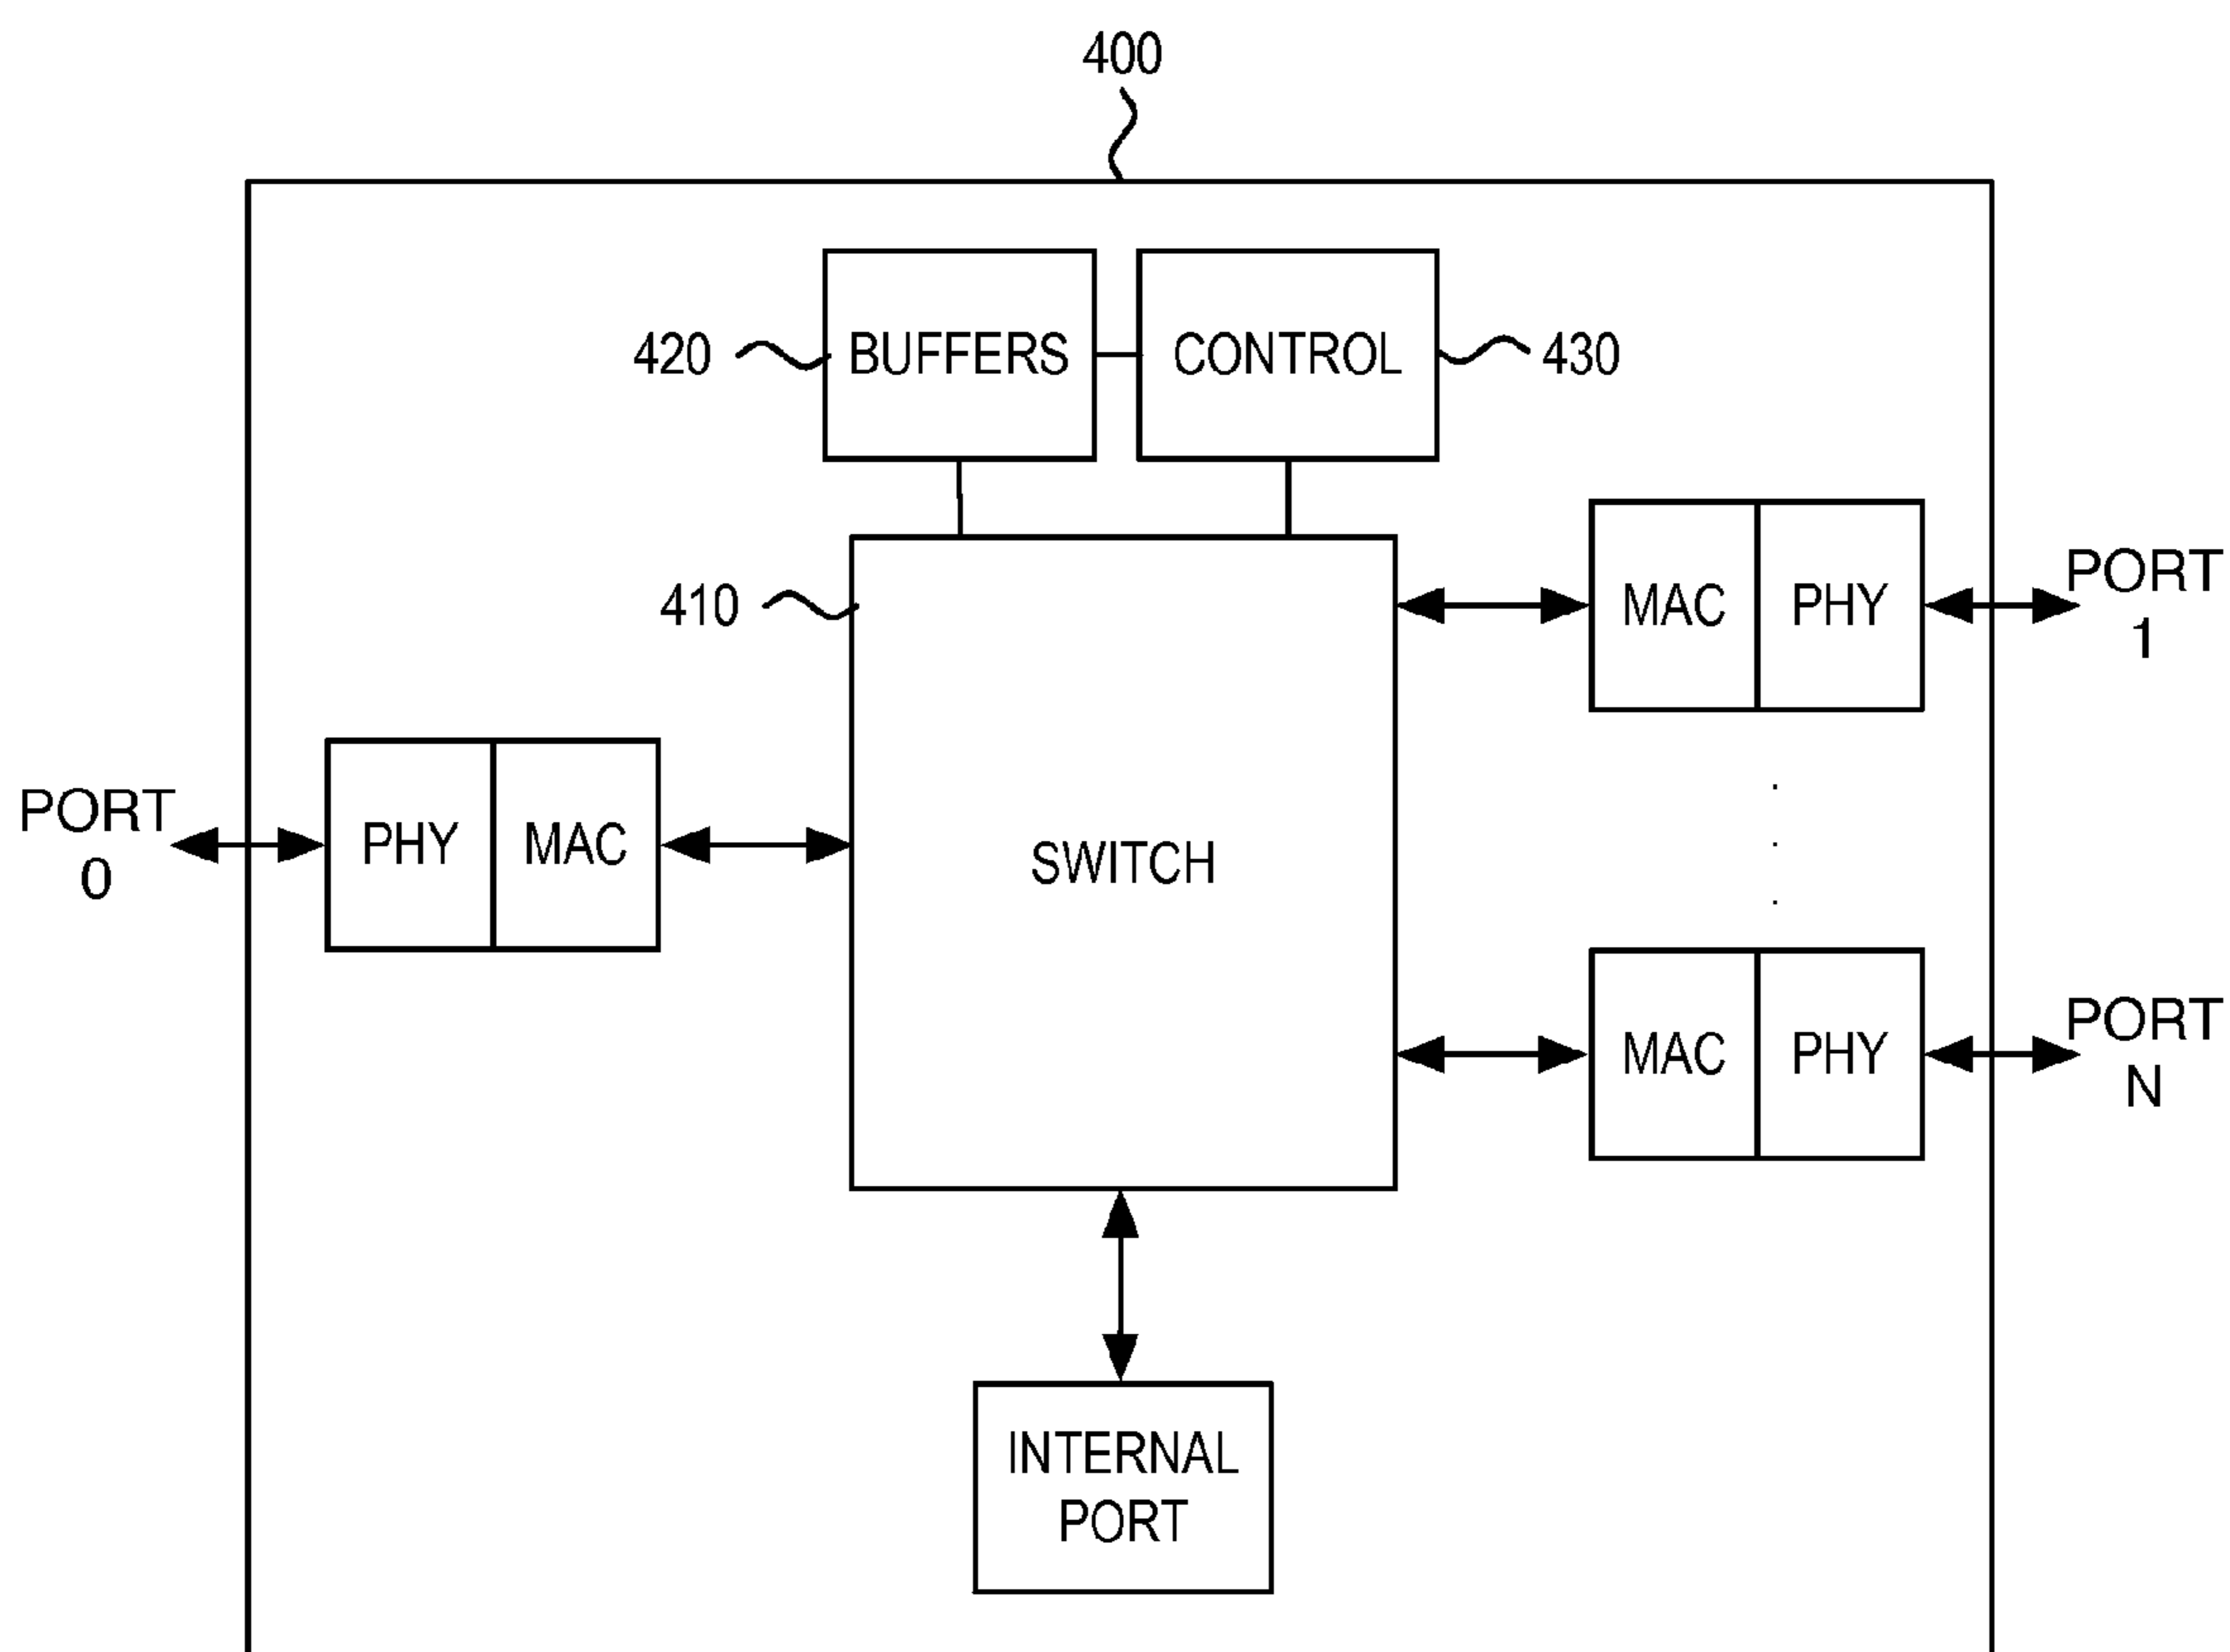 400
420
BUFFERS
CONTROL
430
410
MAC
PHY
PORT
1
PORT
0
PHY
MAC
SWITCH
MAC
PHY
PORT
N
INTERNAL
PORT